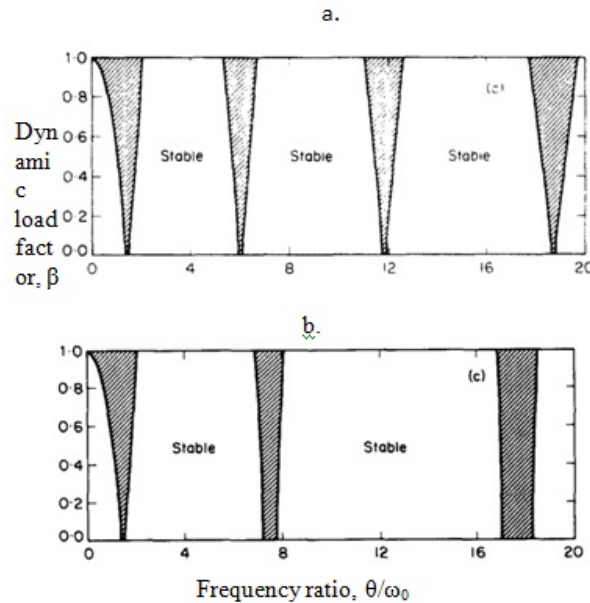 a.
1·0
0·8
0·6
0·4
0·2
0·0
Dyn
ami
c
load
fact
or, β
(c)
Stable Stable Stable
0 4 8 12 16 20
b.
1·0
0·8
0·6
0·4
0·2
0·0
(c)
Stable Stable
0 4 8 12 16 20
Frequency ratio, θ/ω₀